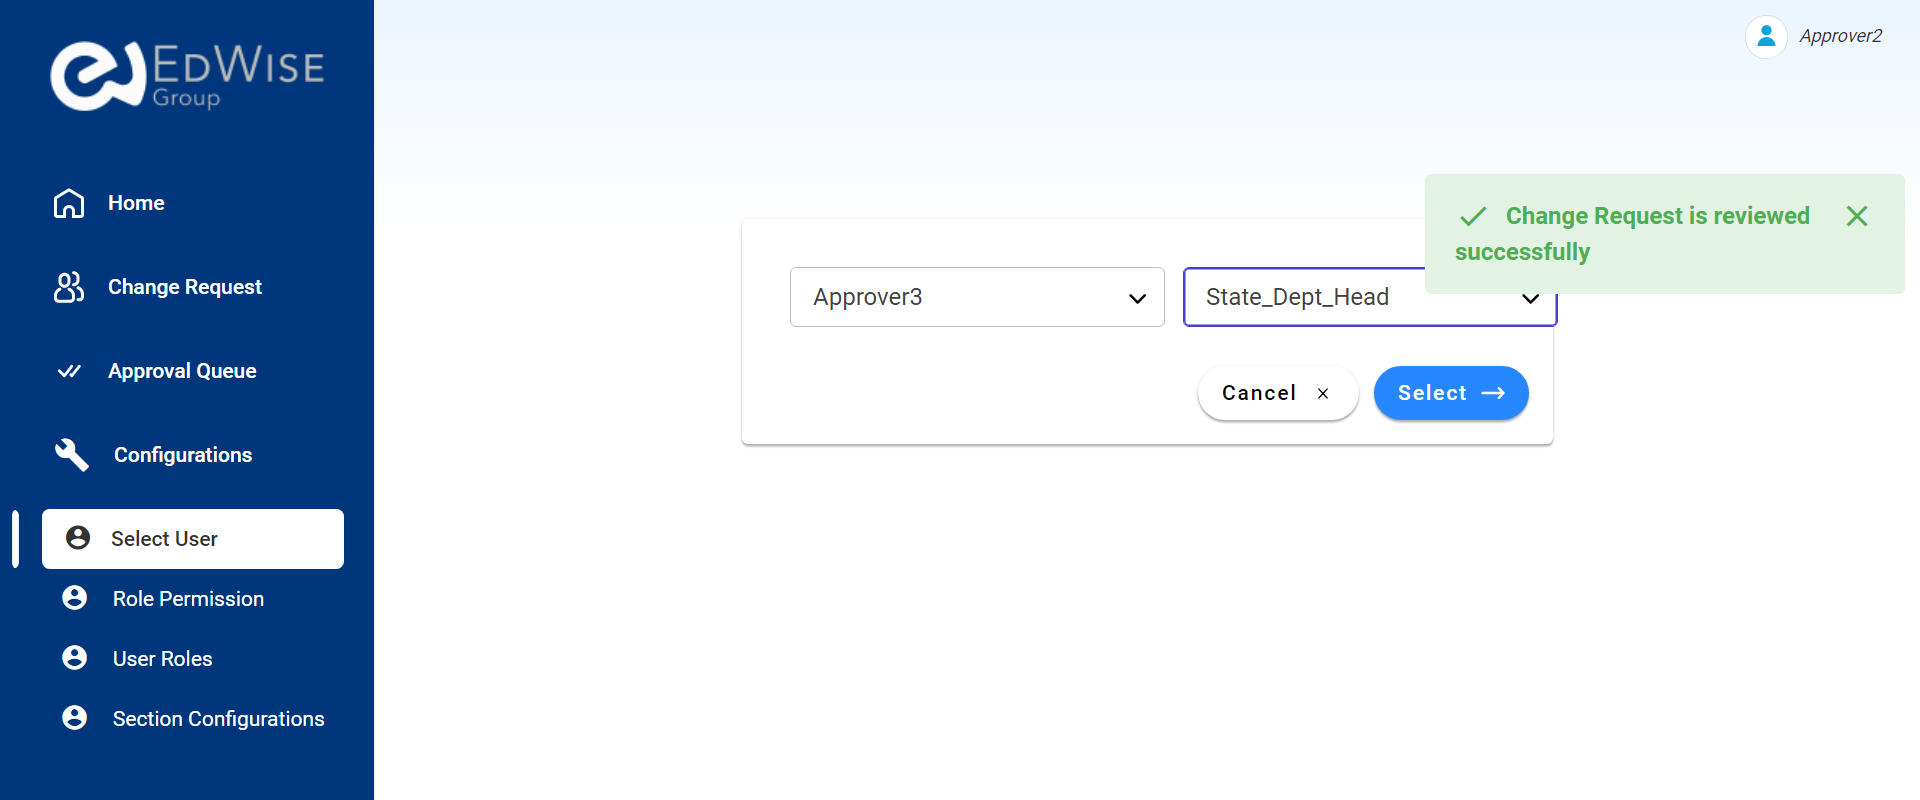 EDWISE
Group
Approver2
Home
Change Request
Approval Queue
Configurations
Select User
Role Permission
User Roles
Section Configurations
Change Request is reviewed
successfully
Approver3
State_Dept_Head
Cancel
Select